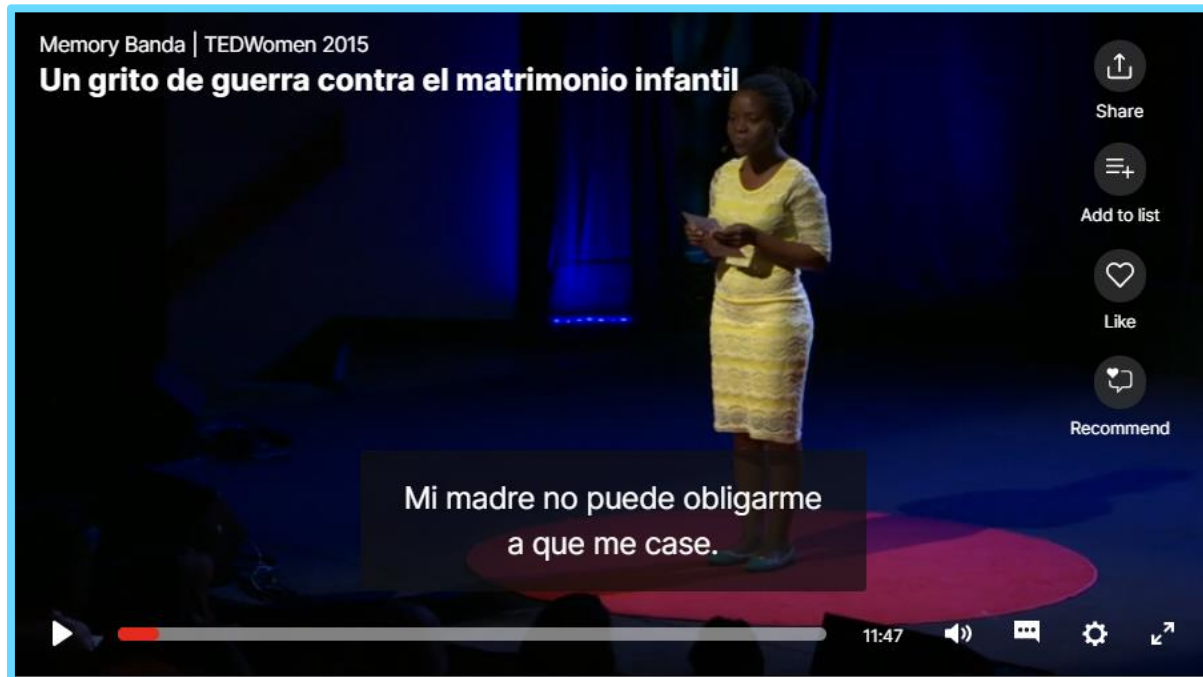 Memory Banda | TEDWomen 2015
Un grito de guerra contra el matrimonio infantil
Share
Add to list
Like
Recommend
Mi madre no puede obligarme
a que me case.
11:47